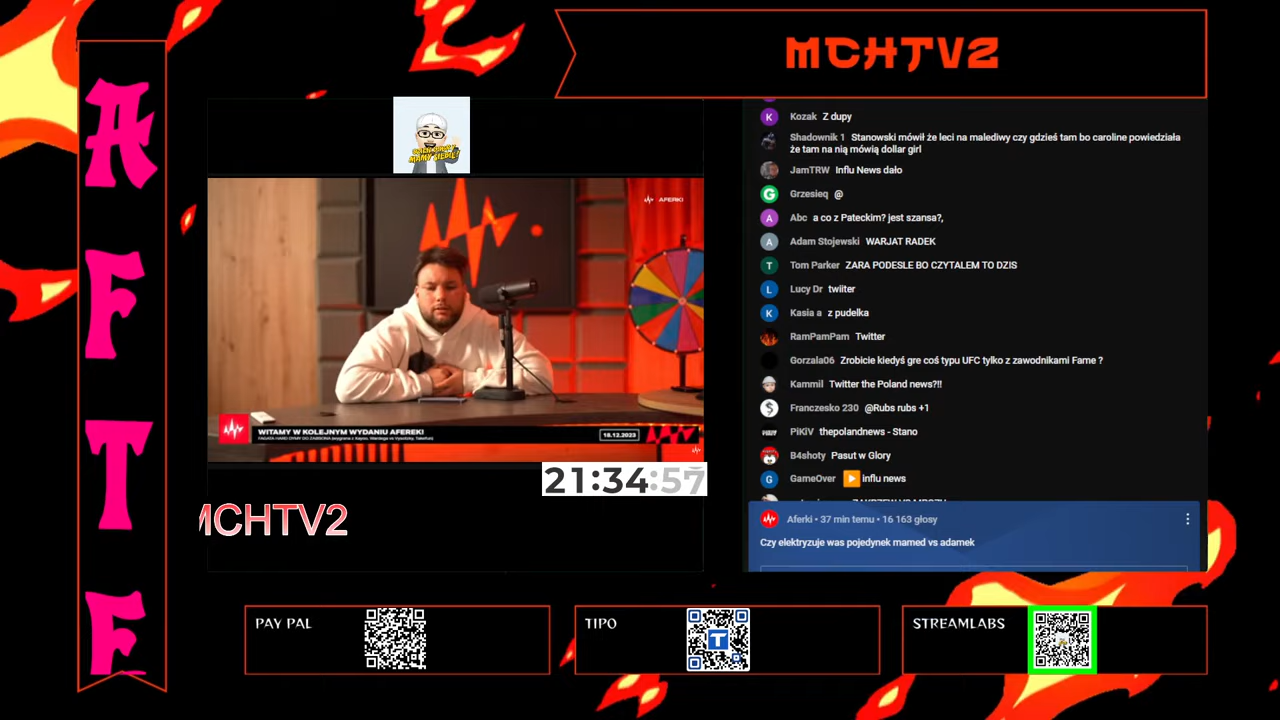 MCHTV2
A
F
T
E
MAMY CIEBIE!
AFERKI
WITAMY W KOLEJNYM WYDANIU AFEREK!
18.12.2023
21:34:57
MCHTV2
Kozak Z dupy
Shadownik 1 Stanowski mówił że leci na malediwy czy gdzieś tam bo caroline powiedziała
że tam na nią mówią dollar girl
JamTRW Influ News dało
Grzesieq @
Abc a co z Pateckim? jest szansa?,
Adam Stojewski WARJAT RADEK
Tom Parker ZARA PODESLE BO CZYTALEM TO DZIS
Lucy Dr twiiter
Kasia a z pudelka
RamPamPam Twitter
Gorzala06 Zrobicie kiedyś gre coś typu UFC tylko z zawodnikami Fame ?
Kammil Twitter the Poland news?!!
Franczesko 230 @Rubs rubs +1
PiKiV thepolandnews - Stano
B4shoty Pasut w Glory
GameOver influ news
Aferki • 37 min temu • 16 163 głosy
Czy elektryzuje was pojedynek mamed vs adamek
PAY PAL
TIPO
T
STREAMLABS